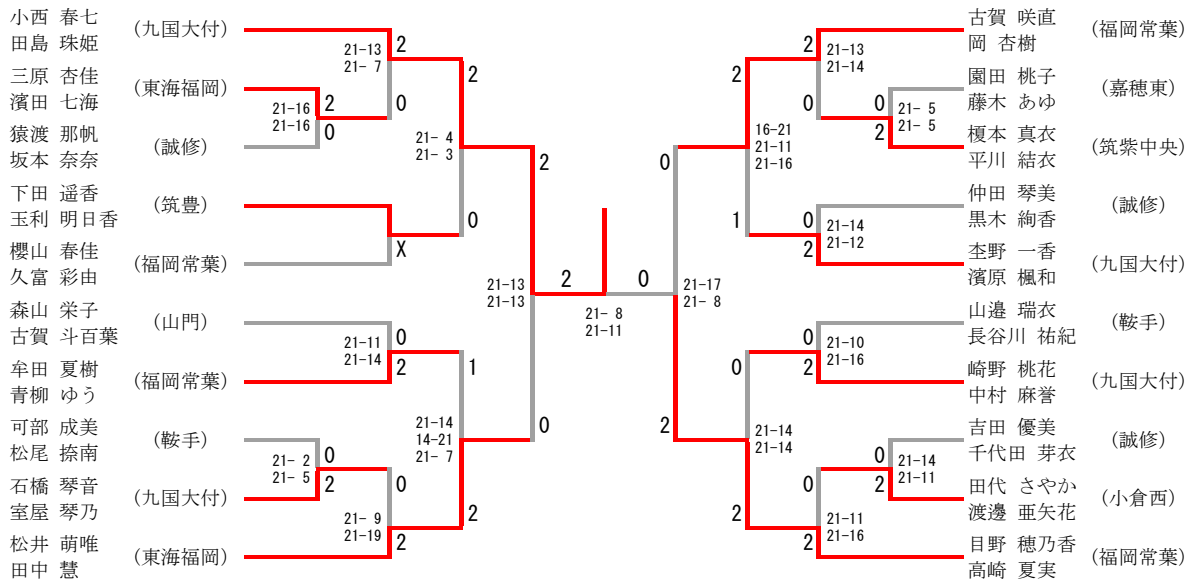 小西 春七
田島 珠姫
(九国大付)
三原 杏佳
濱田 七海
(東海福岡)
猿渡 那帆
坂本 奈奈
(誠修)
下田 遥香
玉利 明日香
(筑豊)
櫻山 春佳
久富 彩由
(福岡常葉)
森山 栄子
古賀 斗百葉
(山門)
牟田 夏樹
青柳 ゆう
(福岡常葉)
可部 成美
松尾 捺南
(鞍手)
石橋 琴音
室屋 琴乃
(九国大付)
松井 萌唯
田中 慧
(東海福岡)
21-16
21-16
2
0
21- 2
21- 5
0
2
21-13
21- 7
2
0
X
21-11
21-14
0
2
21- 9
21-19
0
2
21- 4
21- 3
2
0
21-14
14-21
21- 7
1
2
21-13
21-13
2
0
2
0
21- 8
21-11
0
2
21-17
21- 8
2
1
16-21
21-11
21-16
0
2
21-14
21-14
2
0
21-13
21-14
0
2
21-14
21-12
0
2
21-10
21-16
0
2
21-11
21-16
0
2
21- 5
21- 5
0
2
21-14
21-11
古賀 咲直
岡 杏樹
(福岡常葉)
園田 桃子
藤木 あゆ
(嘉穂東)
榎本 真衣
平川 結衣
(筑紫中央)
仲田 琴美
黒木 絢香
(誠修)
杢野 一香
濱原 楓和
(九国大付)
山邉 瑞衣
長谷川 祐紀
(鞍手)
崎野 桃花
中村 麻誉
(九国大付)
吉田 優美
千代田 芽衣
(誠修)
田代 さやか
渡邊 亜矢花
(小倉西)
目野 穂乃香
高崎 夏実
(福岡常葉)